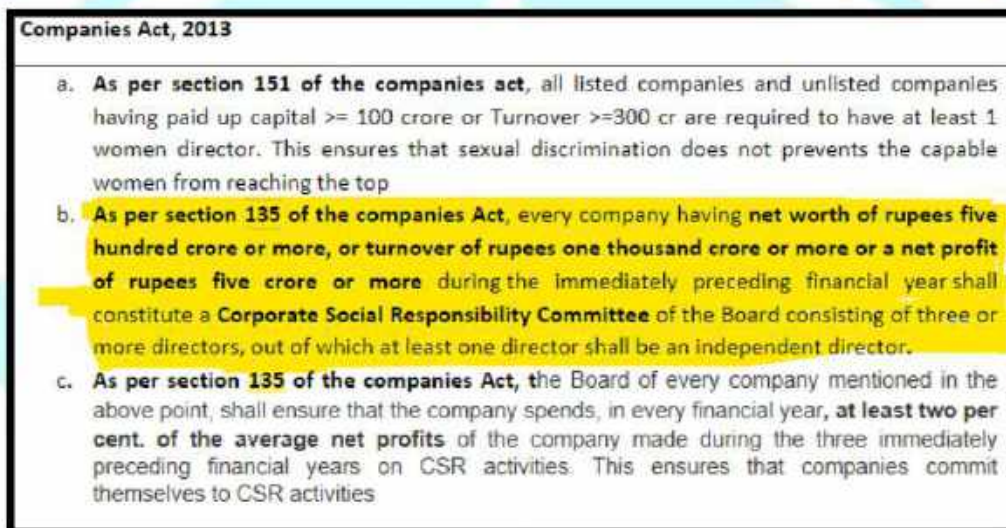 Companies Act, 2013
a. As per section 151 of the companies act, all listed companies and unlisted companies
having paid up capital >= 100 crore or Turnover >=300 cr are required to have at least 1
women director. This ensures that sexual discrimination does not prevents the capable
women from reaching the top
b. As per section 135 of the companies Act, every company having net worth of rupees five
hundred crore or more, or turnover of rupees one thousand crore or more or a net profit
of rupees five crore or more during the immediately preceding financial year shall
constitute a Corporate Social Responsibility Committee of the Board consisting of three or
more directors, out of which at least one director shall be an independent director.
c. As per section 135 of the companies Act, the Board of every company mentioned in the
above point, shall ensure that the company spends, in every financial year, at least two per
cent. of the average net profits of the company made during the three immediately
preceding financial years on CSR activities. This ensures that companies commit
themselves to CSR activities